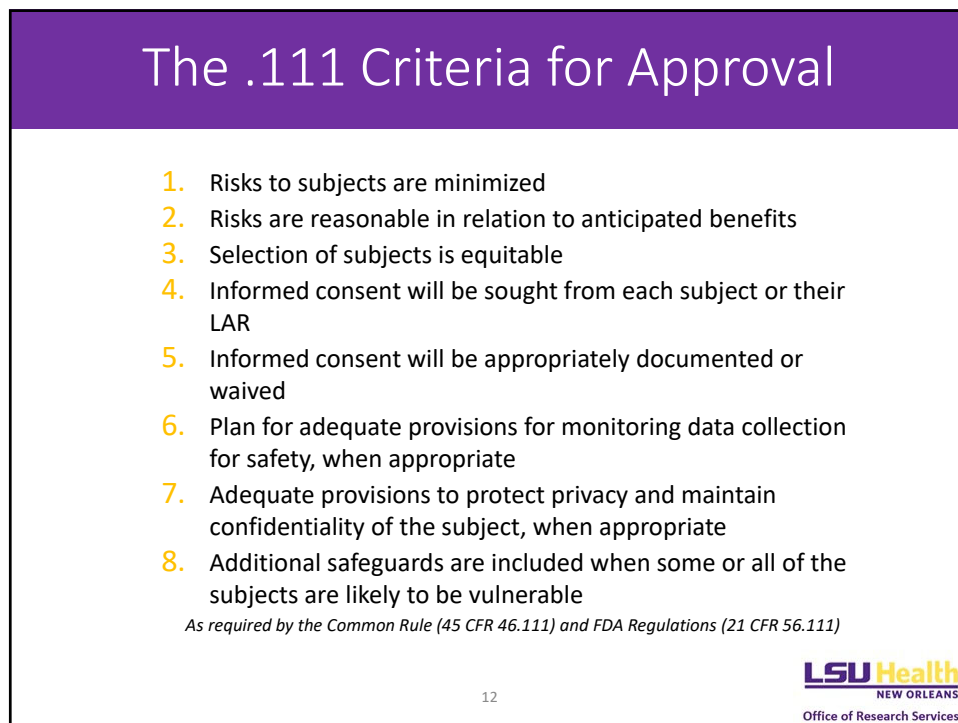 The .111 Criteria for Approval
1. Risks to subjects are minimized
2. Risks are reasonable in relation to anticipated benefits
3. Selection of subjects is equitable
4. Informed consent will be sought from each subject or their
LAR
5. Informed consent will be appropriately documented or
waived
6. Plan for adequate provisions for monitoring data collection
for safety, when appropriate
7. Adequate provisions to protect privacy and maintain
confidentiality of the subject, when appropriate
8. Additional safeguards are included when some or all of the
subjects are likely to be vulnerable
As required by the Common Rule (45 CFR 46.111) and FDA Regulations (21 CFR 56.111)
12
LSU Health
NEW ORLEANS
Office of Research Services